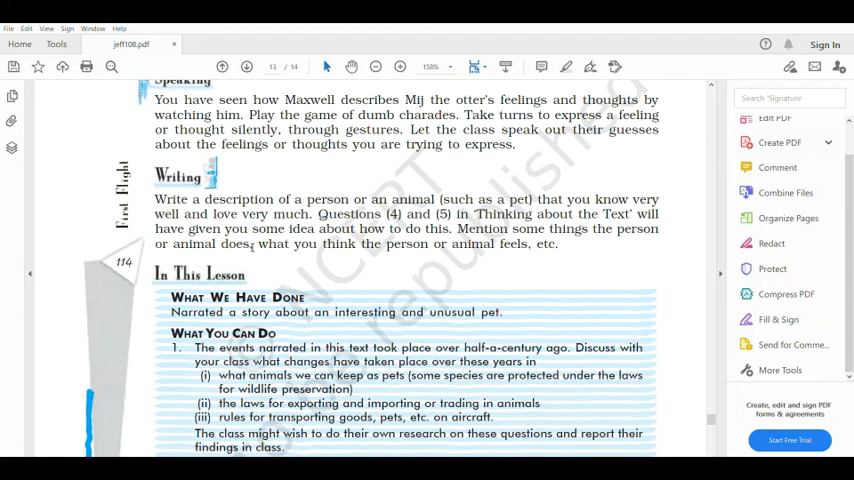 File Edit View Sign Window Help
Home Tools jeff108.pdf × Sign In
13 / 14 158%
Speaking
You have seen how Maxwell describes Mij the otter's feelings and thoughts by
watching him. Play the game of dumb charades. Take turns to express a feeling
or thought silently, through gestures. Let the class speak out their guesses
about the feelings or thoughts you are trying to express.
Writing
Write a description of a person or an animal (such as a pet) that you know very
well and love very much. Questions (4) and (5) in 'Thinking about the Text' will
have given you some idea about how to do this. Mention some things the person
or animal does, what you think the person or animal feels, etc.
First Flight
114
In This Lesson
WHAT WE HAVE DONE
Narrated a story about an interesting and unusual pet.
WHAT YOU CAN DO
1. The events narrated in this text took place over half-a-century ago. Discuss with
your class what changes have taken place over these years in
(i) what animals we can keep as pets (some species are protected under the laws
for wildlife preservation)
(ii) the laws for exporting and importing or trading in animals
(iii) rules for transporting goods, pets, etc. on aircraft.
The class might wish to do their own research on these questions and report their
findings in class.
© NCERT
to be republished
Search 'Signature'
Edit PDF
Create PDF
Comment
Combine Files
Organize Pages
Redact
Protect
Compress PDF
Fill & Sign
Send for Comme...
More Tools
Create, edit and sign PDF
forms & agreements
Start Free Trial